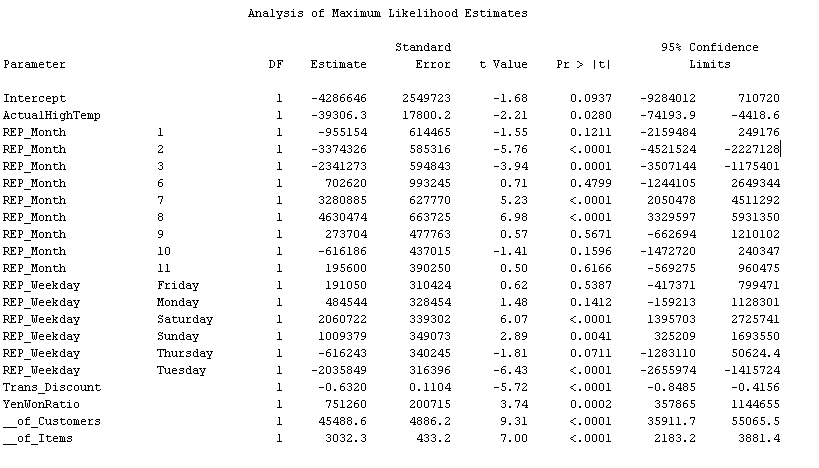 Analysis of Maximum Likelihood Estimates
Standard 95% Confidence
Parameter DF Estimate Error t Value Pr > |t| Limits
Intercept 1 -4286646 2549723 -1.68 0.0937 -9284012 710720
ActualHighTemp 1 -39306.3 17800.2 -2.21 0.0280 -74193.9 -4418.6
REP_Month 1 1 -955154 614465 -1.55 0.1211 -2159484 249176
REP_Month 2 1 -3374326 585316 -5.76 <.0001 -4521524 -2227128
REP_Month 3 1 -2341273 594843 -3.94 0.0001 -3507144 -1175401
REP_Month 6 1 702620 993245 0.71 0.4799 -1244105 2649344
REP_Month 7 1 3280885 627770 5.23 <.0001 2050478 4511292
REP_Month 8 1 4630474 663725 6.98 <.0001 3329597 5931350
REP_Month 9 1 273704 477763 0.57 0.5671 -662694 1210102
REP_Month 10 1 -616186 437015 -1.41 0.1596 -1472720 240347
REP_Month 11 1 195600 390250 0.50 0.6166 -569275 960475
REP_Weekday Friday 1 191050 310424 0.62 0.5387 -417371 799471
REP_Weekday Monday 1 484544 328454 1.48 0.1412 -159213 1128301
REP_Weekday Saturday 1 2060722 339302 6.07 <.0001 1395703 2725741
REP_Weekday Sunday 1 1009379 349073 2.89 0.0041 325209 1693550
REP_Weekday Thursday 1 -616243 340245 -1.81 0.0711 -1283110 50624.4
REP_Weekday Tuesday 1 -2035849 316396 -6.43 <.0001 -2655974 -1415724
Trans_Discount 1 -0.6320 0.1104 -5.72 <.0001 -0.8485 -0.4156
YenWonRatio 1 751260 200715 3.74 0.0002 357865 1144655
__of_Customers 1 45488.6 4886.2 9.31 <.0001 35911.7 55065.5
__of_Items 1 3032.3 433.2 7.00 <.0001 2183.2 3881.4